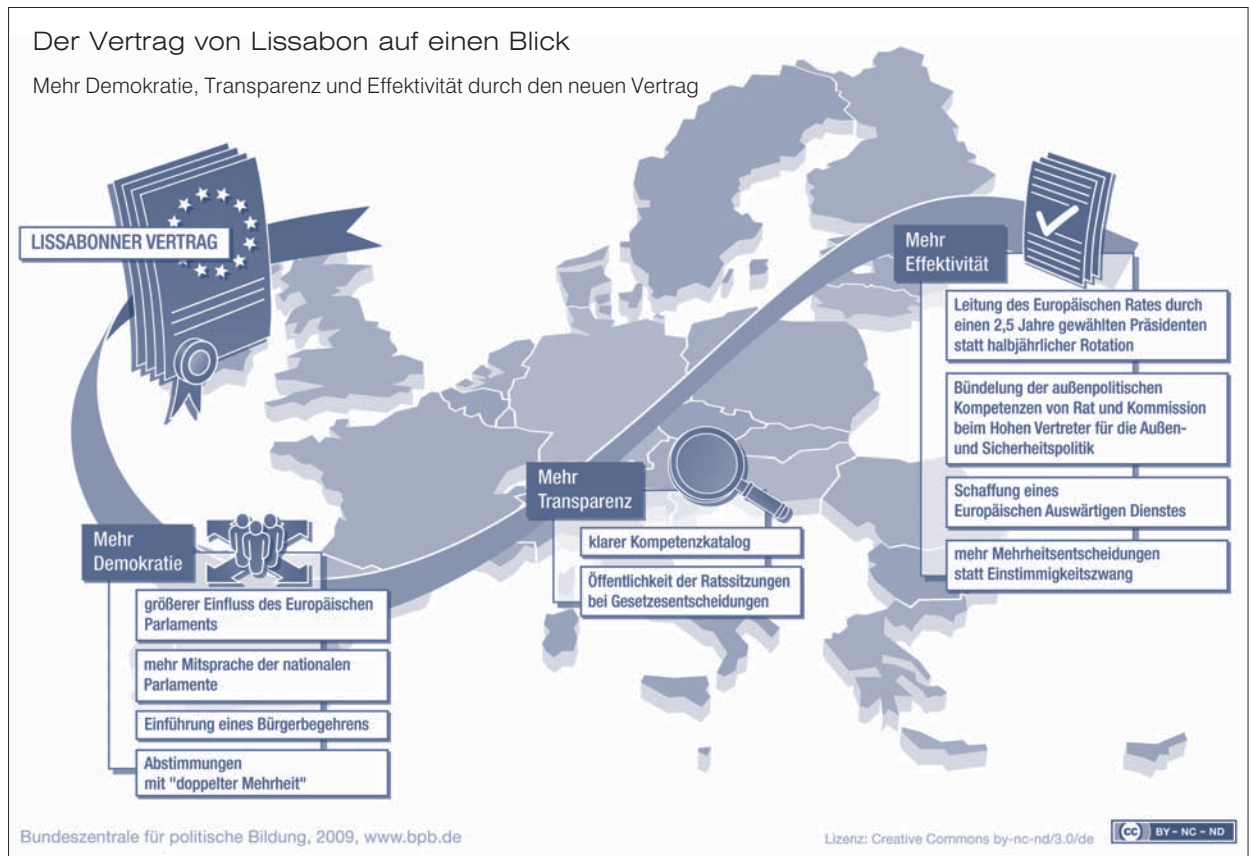 Der Vertrag von Lissabon auf einen Blick
Mehr Demokratie, Transparenz und Effektivität durch den neuen Vertrag
LISSABONNER VERTRAG
Mehr
Demokratie
größerer Einfluss des Europäischen
Parlaments
mehr Mitsprache der nationalen
Parlamente
Einführung eines Bürgerbegehrens
Abstimmungen
mit "doppelter Mehrheit"
Mehr
Transparenz
klarer Kompetenzkatalog
Öffentlichkeit der Ratssitzungen
bei Gesetzesentscheidungen
Mehr
Effektivität
Leitung des Europäischen Rates durch
einen 2,5 Jahre gewählten Präsidenten
statt halbjährlicher Rotation
Bündelung der außenpolitischen
Kompetenzen von Rat und Kommission
beim Hohen Vertreter für die Außen-
und Sicherheitspolitik
Schaffung eines
Europäischen Auswärtigen Dienstes
mehr Mehrheitsentscheidungen
statt Einstimmigkeitszwang
Bundeszentrale für politische Bildung, 2009, www.bpb.de
Lizenz: Creative Commons by-nc-nd/3.0/de
cc BY - NC - ND